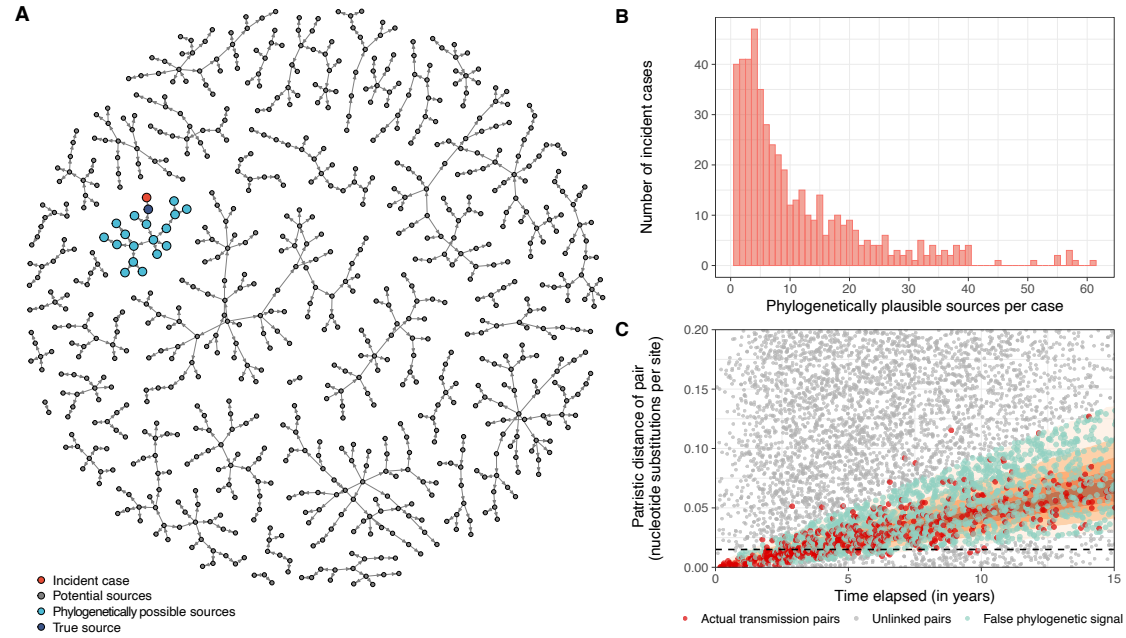 A
Incident case
Potential sources
Phylogenetically possible sources
True source
B
Number of incident cases
40
30
20
10
0
0 10 20 30 40 50 60
Phylogenetically plausible sources per case
C
Patristic distance of pair
(nucleotide substitutions per site)
0.20
0.15
0.10
0.05
0.00
0 5 10 15
Time elapsed (in years)
Actual transmission pairs Unlinked pairs False phylogenetic signal